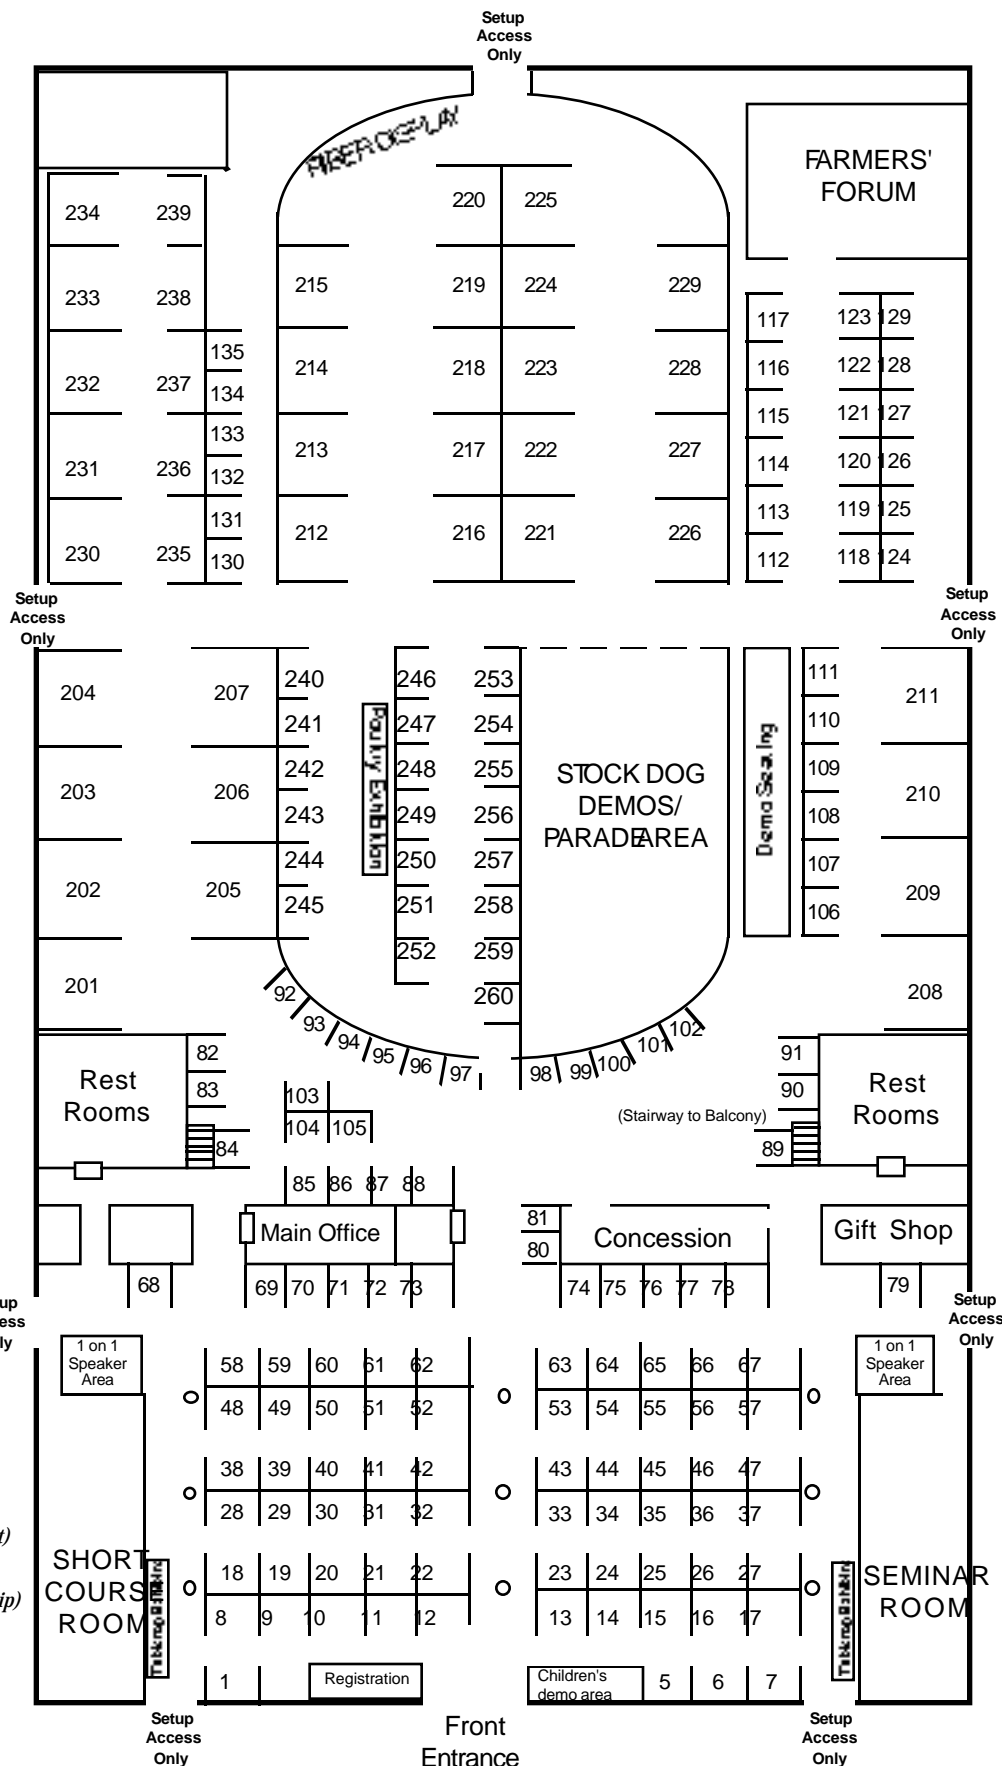 Setup
Access
Only
FIBER DISPLAY
FARMERS'
FORUM
220 225
234 239
215 219 224 229
233 238
117 123 129
135
232 237 214 218 223 228 116 122 128
134
133 115 121 127
231 236 213 217 222 227 114 120 126
132
131 113 119 125
230 235 212 216 221 226 112 118 124
130
Setup
Access
Only
Setup
Access
Only
204 207 240 246 253 111 211
241 247 254 110
Poultry Exhibition
Demo Seating
203 206 242 248 255 109 210
STOCK DOG
DEMOS/
PARADE AREA
243 249 256 108
202 205 244 250 257 107 209
245 251 258 106
252 259
201 260 208
92 93 94 95 96 97 98 99 100 101 102
Rest
Rooms
82
83
84
103
104 105
91
90
89
Rest
Rooms
(Stairway to Balcony)
85 86 87 88
Main Office
81
80
Concession
Gift Shop
68 69 70 71 72 73 74 75 76 77 78 79
up
ess
ly
Setup
Access
Only
1 on 1
Speaker
Area
1 on 1
Speaker
Area
58 59 60 61 62 63 64 65 66 67
48 49 50 51 52 53 54 55 56 57
38 39 40 41 42 43 44 45 46 47
28 29 30 31 32 33 34 35 36 37
t)
ip)
18 19 20 21 22 23 24 25 26 27
8 9 10 11 12 13 14 15 16 17
SHORT
COURSE
ROOM
SEMINAR
ROOM
1
Registration
Children's
demo area
5 6 7
Setup
Access
Only
Front
Entrance
Setup
Access
Only